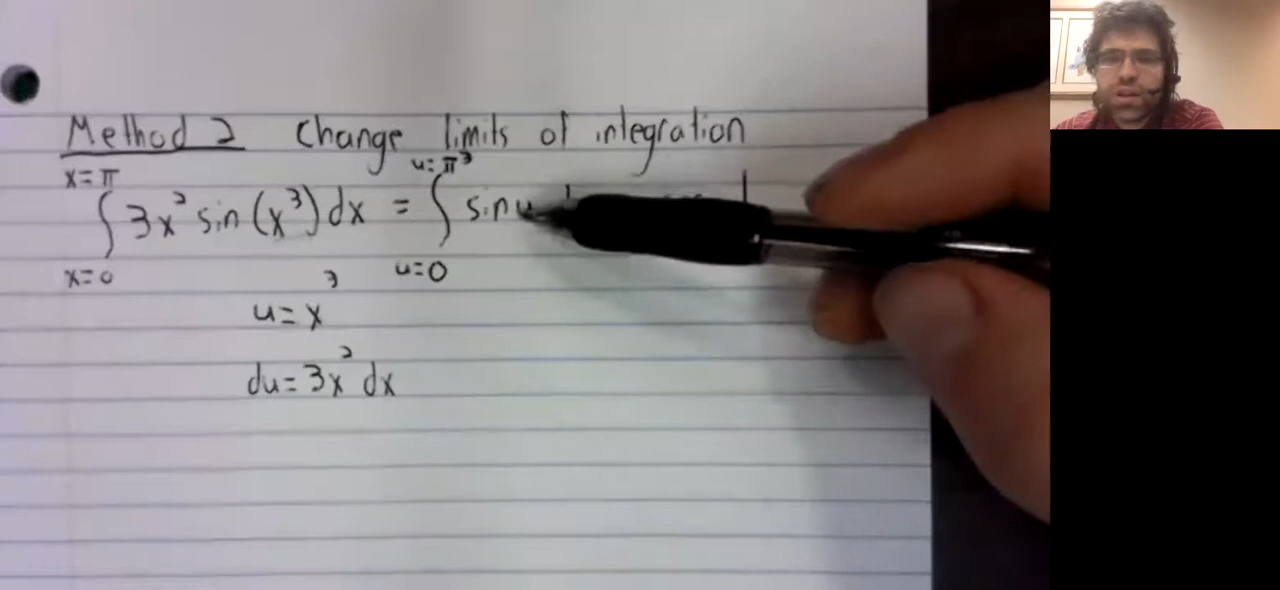 Method 2 Change limits of integration
x=π u=π³
∫ 3x² sin (x³) dx = ∫ sin u
x=0 u=0
u=x³
du=3x² dx